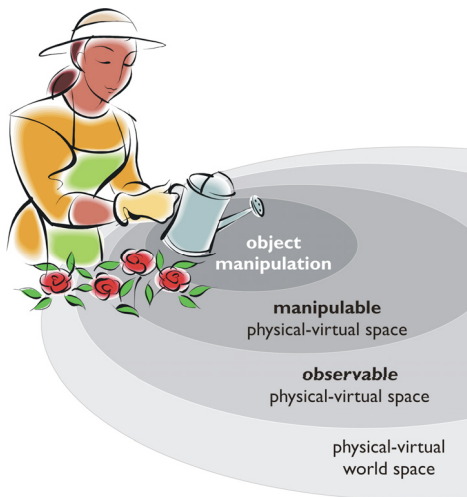 object
manipulation
manipulable
physical-virtual space
observable
physical-virtual space
physical-virtual
world space